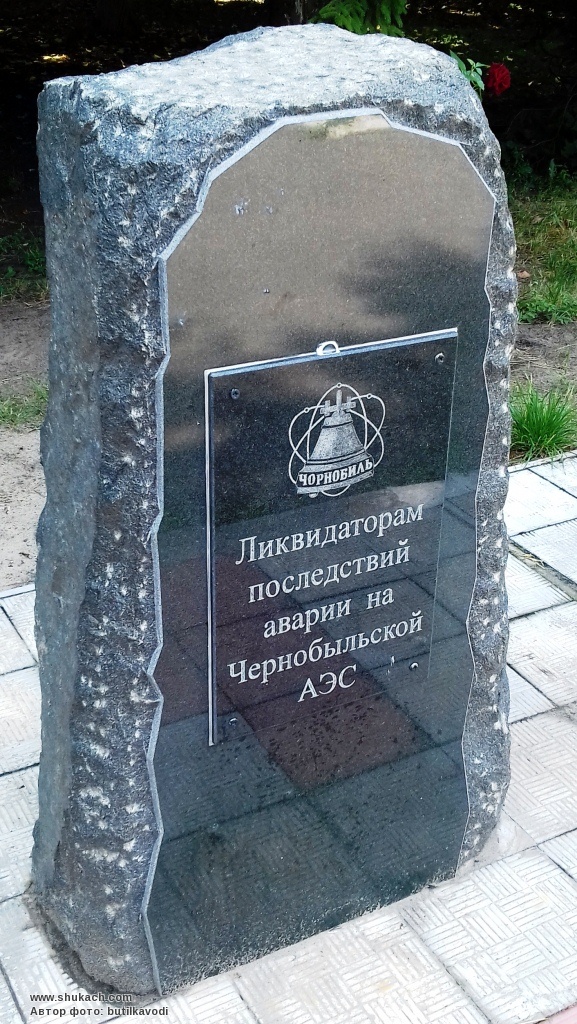 ЧОРНОБИЛЬ
Ликвидаторам
последствий
аварии на
Чернобыльской
АЭС
www.shukach.com
Автор фото: butilkavodi